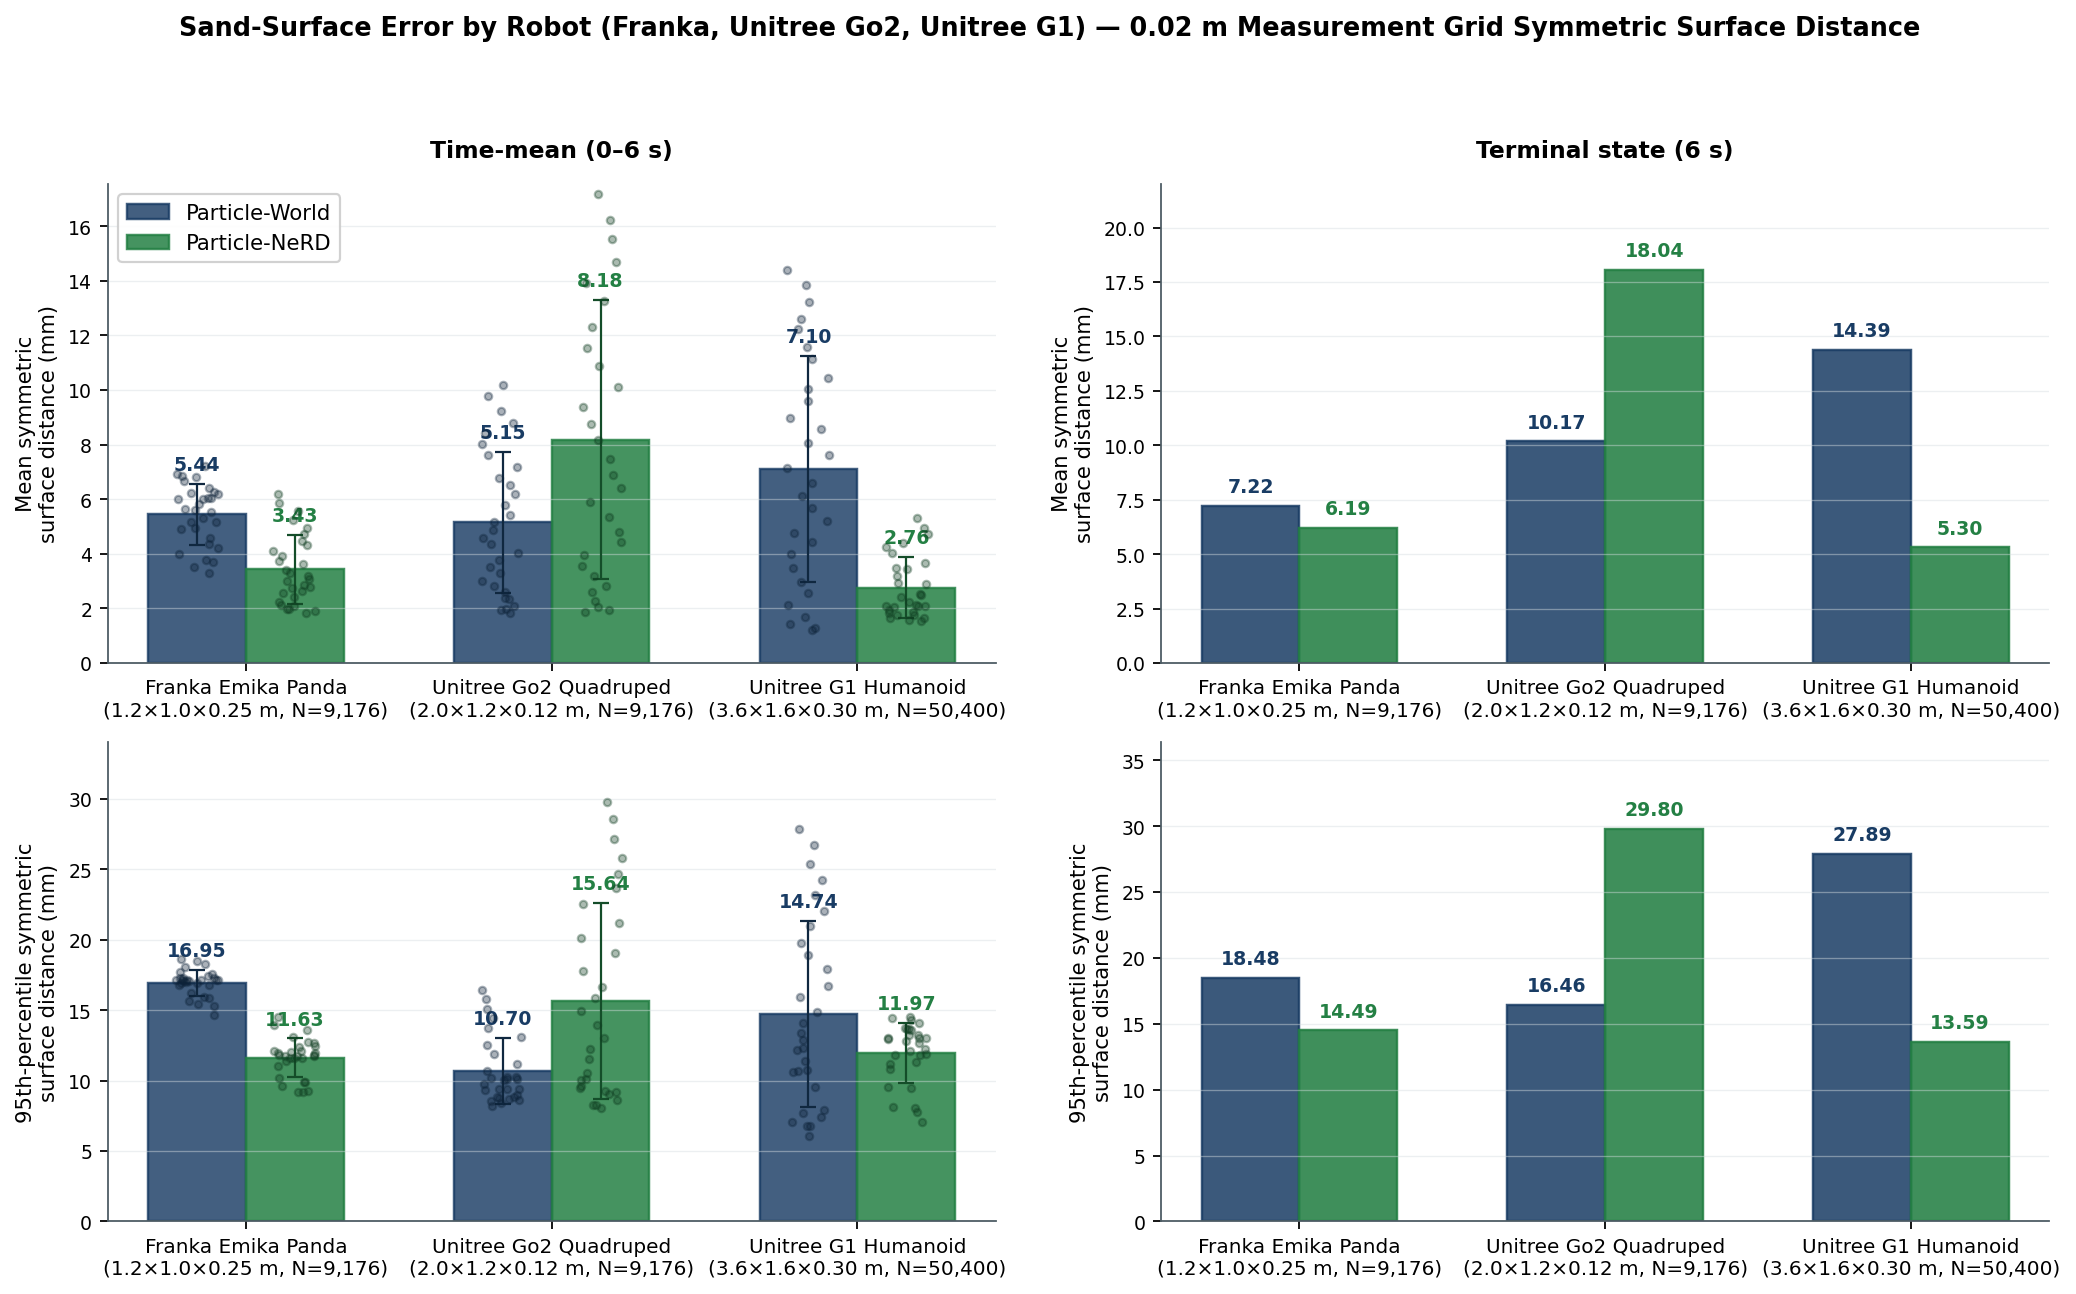 Sand-Surface Error by Robot (Franka, Unitree Go2, Unitree G1) — 0.02 m Measurement Grid Symmetric Surface Distance
Time-mean (0–6 s)
Mean symmetric
surface distance (mm)
16
14
12
10
8
6
4
2
0
Particle-World
Particle-NeRD
5.44
3.43
5.15
8.18
7.10
2.76
Franka Emika Panda
(1.2×1.0×0.25 m, N=9,176)
Unitree Go2 Quadruped
(2.0×1.2×0.12 m, N=9,176)
Unitree G1 Humanoid
(3.6×1.6×0.30 m, N=50,400)
Terminal state (6 s)
Mean symmetric
surface distance (mm)
20.0
17.5
15.0
12.5
10.0
7.5
5.0
2.5
0.0
7.22
6.19
10.17
18.04
14.39
5.30
Franka Emika Panda
(1.2×1.0×0.25 m, N=9,176)
Unitree Go2 Quadruped
(2.0×1.2×0.12 m, N=9,176)
Unitree G1 Humanoid
(3.6×1.6×0.30 m, N=50,400)
95th-percentile symmetric
surface distance (mm)
30
25
20
15
10
5
0
16.95
11.63
10.70
15.64
14.74
11.97
Franka Emika Panda
(1.2×1.0×0.25 m, N=9,176)
Unitree Go2 Quadruped
(2.0×1.2×0.12 m, N=9,176)
Unitree G1 Humanoid
(3.6×1.6×0.30 m, N=50,400)
95th-percentile symmetric
surface distance (mm)
35
30
25
20
15
10
5
0
18.48
14.49
16.46
29.80
27.89
13.59
Franka Emika Panda
(1.2×1.0×0.25 m, N=9,176)
Unitree Go2 Quadruped
(2.0×1.2×0.12 m, N=9,176)
Unitree G1 Humanoid
(3.6×1.6×0.30 m, N=50,400)